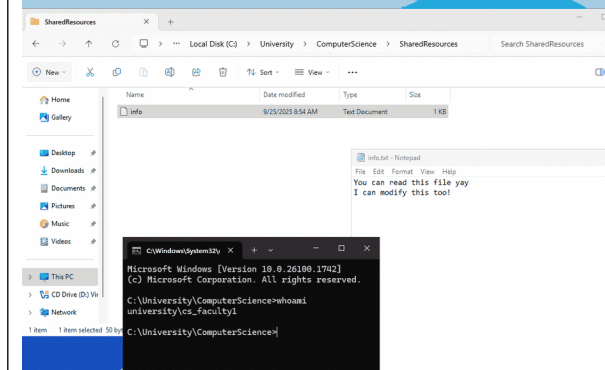 SharedResources
Local Disk (C:) > University > ComputerScience > SharedResources
Search SharedResources
New
Sort
View
Home
Gallery
Desktop
Downloads
Documents
Pictures
Music
Videos
This PC
CD Drive (D:) Vir
Network
Name Date modified Type Size
info 9/25/2025 8:54 AM Text Document 1 KB
1 item 1 item selected 50 byt
info.txt - Notepad
File Edit Format View Help
You can read this file yay
I can modify this too!
C:\Windows\System32\
Microsoft Windows [Version 10.0.26100.1742]
(c) Microsoft Corporation. All rights reserved.
C:\University\ComputerScience>whoami
university\cs_faculty1
C:\University\ComputerScience>